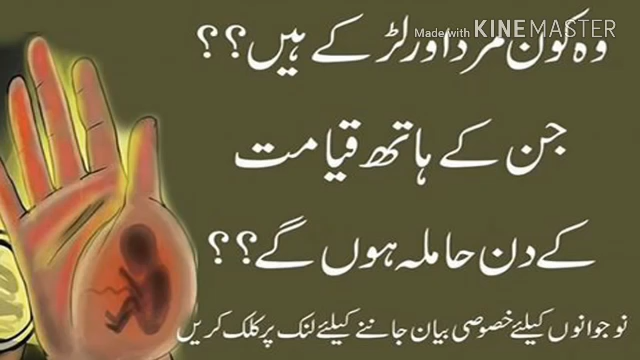 Made with KINEMASTER
وہ کون مرد اور لڑکے ہیں؟؟
جن کے ہاتھ قیامت
کے دن حاملہ ہوں گے؟؟
نوجوانوں کیلئے خصوصی بیان جاننے کیلئے لنک پر کلک کریں